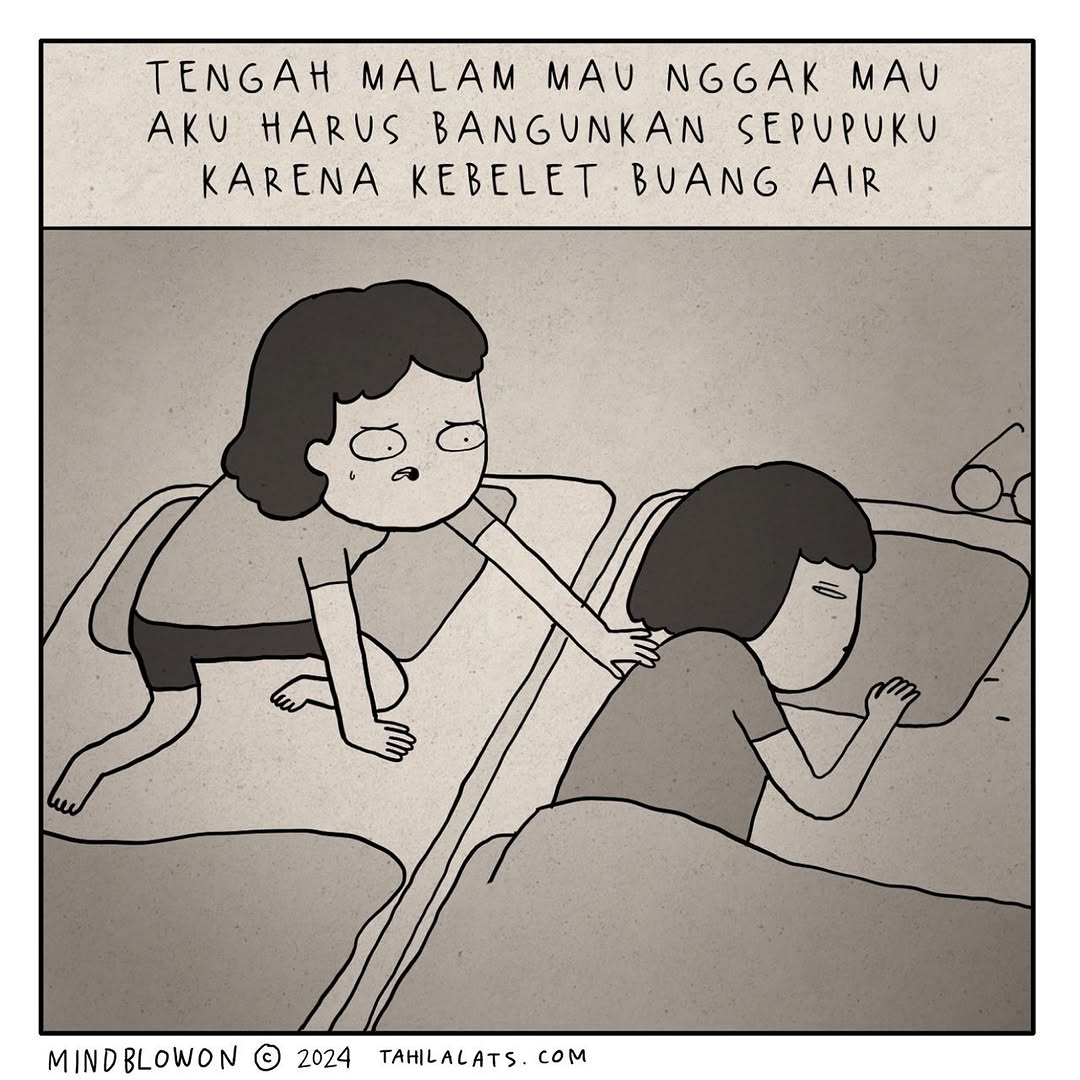 TENGAH MALAM MAU NGGAK MAU
AKU HARUS BANGUNKAN SEPUPUKU
KARENA KEBELET BUANG AIR
MINDBLOWON © 2024 TAHILALATS.COM